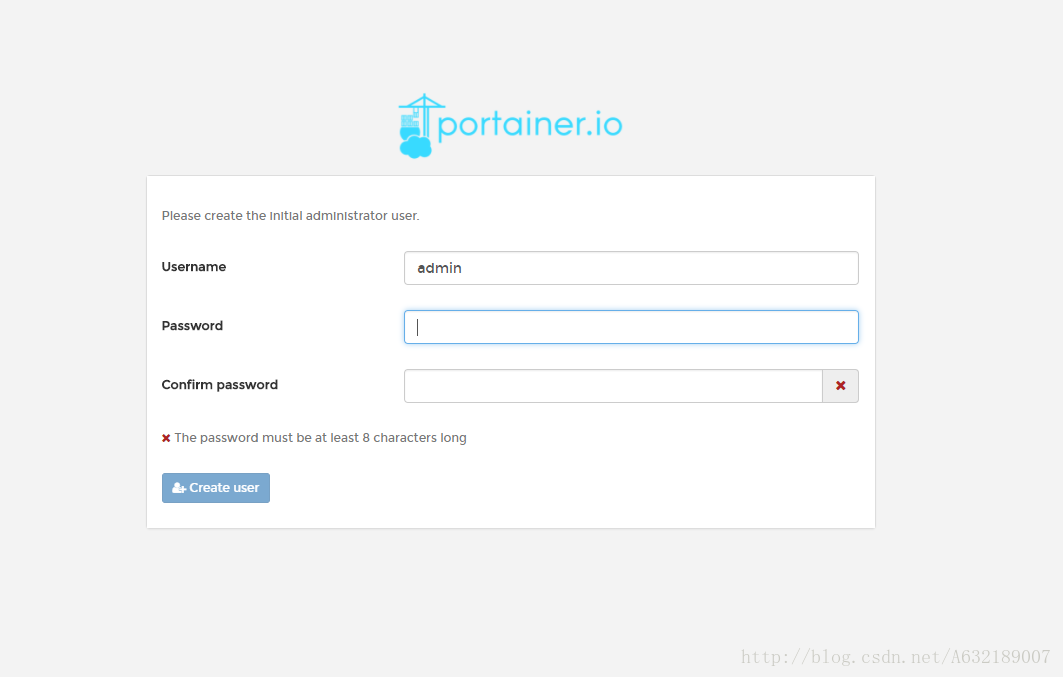 portainer.io
Please create the initial administrator user.
Username
admin
Password
Confirm password
The password must be at least 8 characters long
Create user
http://blog.csdn.net/A632189007